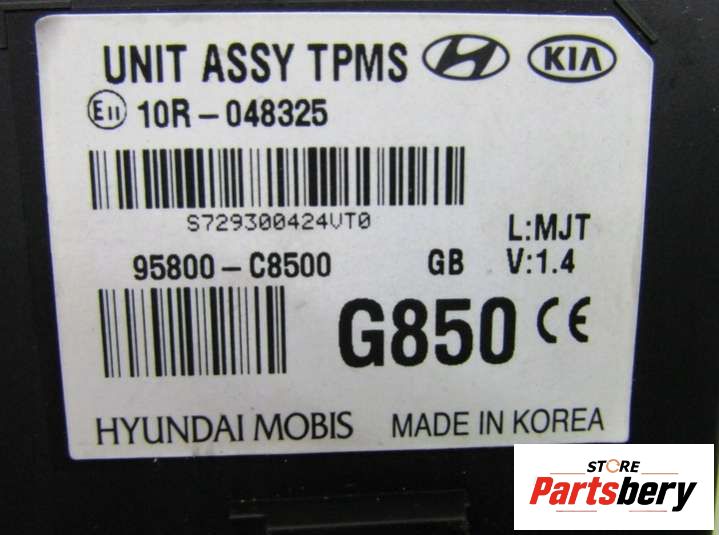 UNIT ASSY TPMS KIA
E11 10R-048325
S729300424VT0
L:MJT
95800-C8500 GB V:1.4
G850 CE
HYUNDAI MOBIS MADE IN KOREA
STORE
Partsbery